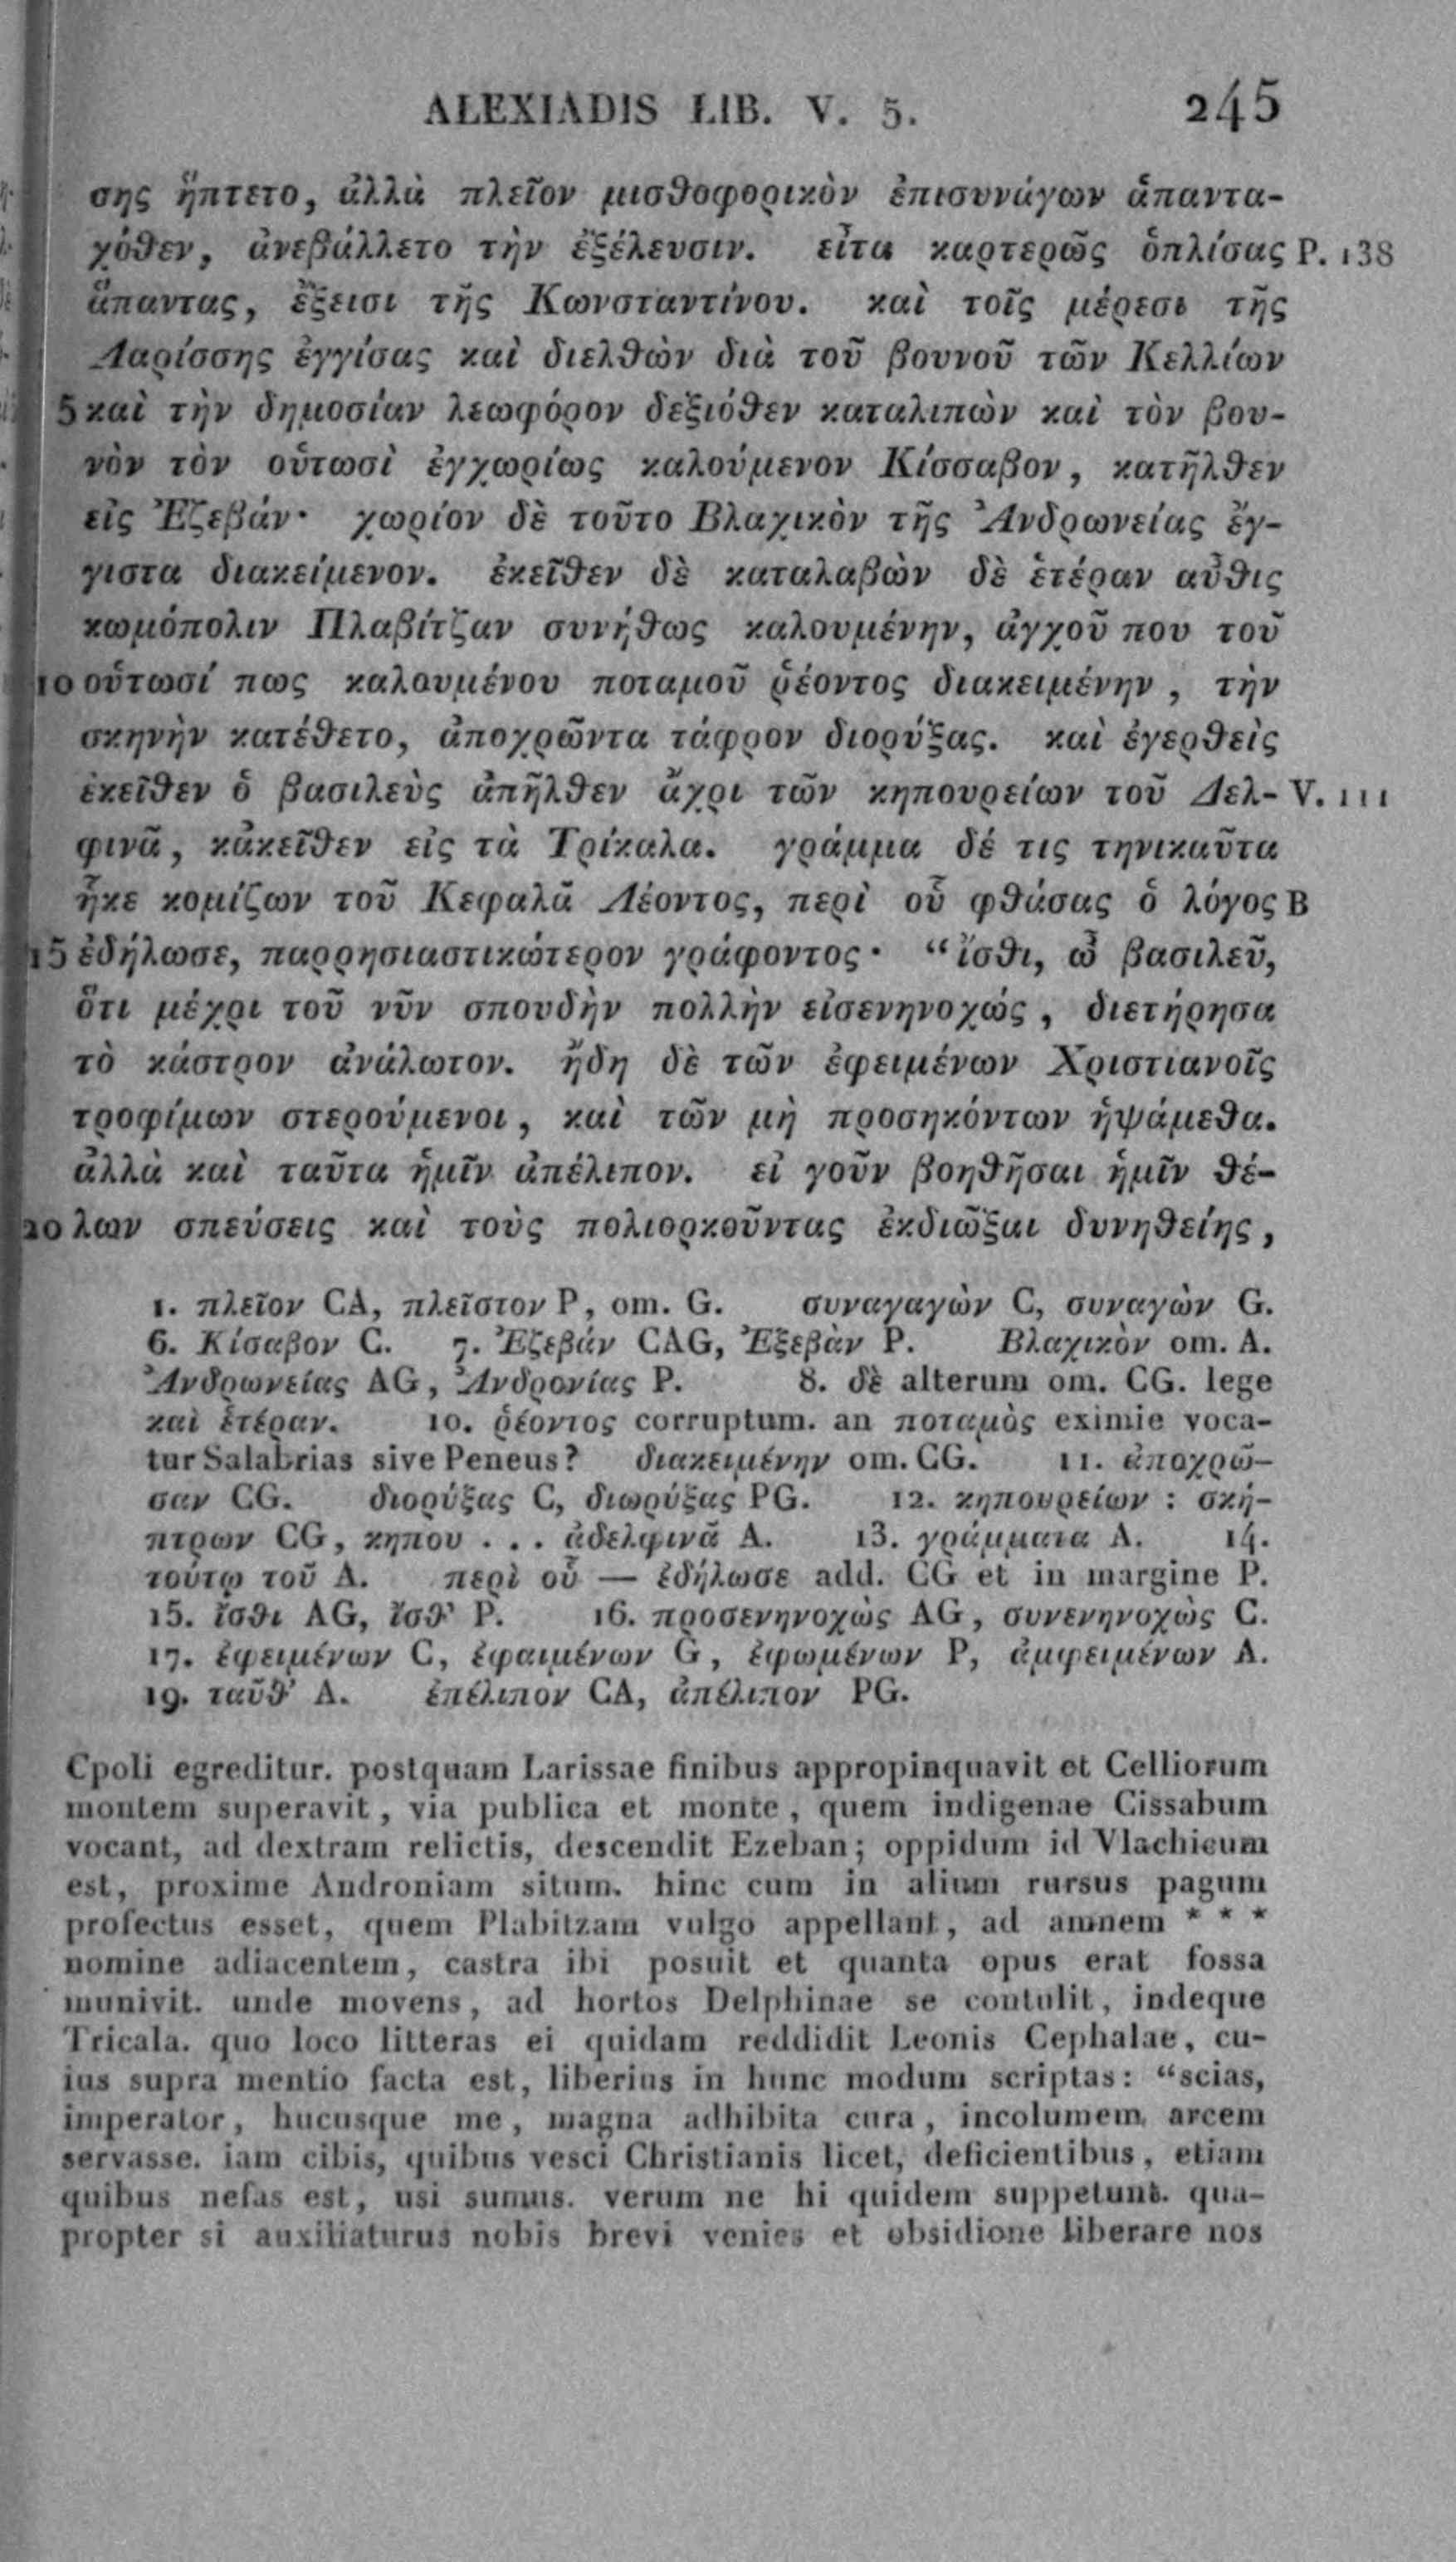 ALEXIADIS LIB. V. 5. 245
σης ἥπτετο, ἀλλὰ πλεῖον μισθοφορικὸν ἐπισυνάγων ἁπαντα-
χόθεν, ἀνεβάλλετο τὴν ἐξέλευσιν. εἶτα καρτερῶς ὁπλίσας P. 138
ἅπαντας, ἔξεισι τῆς Κωνσταντίνου. καὶ τοῖς μέρεσι τῆς
Λαρίσσης ἐγγίσας καὶ διελθὼν διὰ τοῦ βουνοῦ τῶν Κελλίων
5 καὶ τὴν δημοσίαν λεωφόρον δεξιόθεν καταλιπὼν καὶ τὸν βου-
νὸν τὸν οὑτωσὶ ἐγχωρίως καλούμενον Κίσσαβον, κατῆλθεν
εἰς Ἐζεβάν· χωρίον δὲ τοῦτο Βλαχικὸν τῆς Ἀνδρωνείας ἔγ-
γιστα διακείμενον. ἐκεῖθεν δὲ καταλαβὼν δὲ ἑτέραν αὖθις
κωμόπολιν Πλαβίτζαν συνήθως καλουμένην, ἀγχοῦ που τοῦ
10 οὑτωσί πως καλουμένου ποταμοῦ ῥέοντος διακειμένην, τὴν
σκηνὴν κατέθετο, ἀποχρῶντα τάφρον διορύξας. καὶ ἐγερθεὶς
ἐκεῖθεν ὁ βασιλεὺς ἀπῆλθεν ἄχρι τῶν κηπουρείων τοῦ Δελ- V. 111
φινᾶ, κἀκεῖθεν εἰς τὰ Τρίκαλα. γράμμα δέ τις τηνικαῦτα
ἧκε κομίζων τοῦ Κεφαλᾶ Λέοντος, περὶ οὗ φθάσας ὁ λόγος B
15 ἐδήλωσε, παρρησιαστικώτερον γράφοντος· “ἴσθι, ὦ βασιλεῦ,
ὅτι μέχρι τοῦ νῦν σπουδὴν πολλὴν εἰσενηνοχώς, διετήρησα
τὸ κάστρον ἀνάλωτον. ἤδη δὲ τῶν ἐφειμένων Χριστιανοῖς
τροφίμων στερούμενοι, καὶ τῶν μὴ προσηκόντων ἡψάμεθα.
ἀλλὰ καὶ ταῦτα ἡμῖν ἀπέλιπον. εἰ γοῦν βοηθῆσαι ἡμῖν θέ-
20 λων σπεύσεις καὶ τοὺς πολιορκοῦντας ἐκδιῶξαι δυνηθείης,
1. πλεῖον CA, πλεῖστον P, om. G. συναγαγὼν C, συναγὼν G.
6. Κίσαβον C. 7. Ἐζεβάν CAG, Ἐξεβὰν P. Βλαχικὸν om. A.
Ἀνδρωνείας AG, Ἀνδρονίας P. 8. δὲ alterum om. CG. lege
καὶ ἑτέραν. 10. ῥέοντος corruptum. an ποταμὸς eximie voca-
tur Salabrias sive Peneus? διακειμένην om. CG. 11. ἀποχρῶ-
σαν CG. διορύξας C, διωρύξας PG. 12. κηπουρείων : σκή-
πτρων CG, κηπου . . . ἀδελφινᾶ A. 13. γράμματα A. 14.
τούτῳ τοῦ A. περὶ οὗ — ἐδήλωσε add. CG et in margine P.
15. ἴσθι AG, ἴσθ’ P. 16. προσενηνοχὼς AG, συνενηνοχὼς C.
17. ἐφειμένων C, ἐφαιμένων G, ἐφωμένων P, ἀμφειμένων A.
19. ταῦθ’ A. ἐπέλιπον CA, ἀπέλιπον PG.
Cpoli egreditur. postquam Larissae finibus appropinquavit et Celliorum
montem superavit, via publica et monte, quem indigenae Cissabum
vocant, ad dextram relictis, descendit Ezeban; oppidum id Vlachicum
est, proxime Androniam situm. hinc cum in alium rursus pagum
profectus esset, quem Plabitzam vulgo appellant, ad amnem * * *
nomine adiacentem, castra ibi posuit et quanta opus erat fossa
munivit. unde movens, ad hortos Delphinae se contulit, indeque
Tricala. quo loco litteras ei quidam reddidit Leonis Cephalae, cu-
ius supra mentio facta est, liberius in hunc modum scriptas: “scias,
imperator, hucusque me, magna adhibita cura, incolumem arcem
servasse. iam cibis, quibus vesci Christianis licet, deficientibus, etiam
quibus nefas est, usi sumus. verum ne hi quidem suppetunt. qua-
propter si auxiliaturus nobis brevi venies et obsidione liberare nos